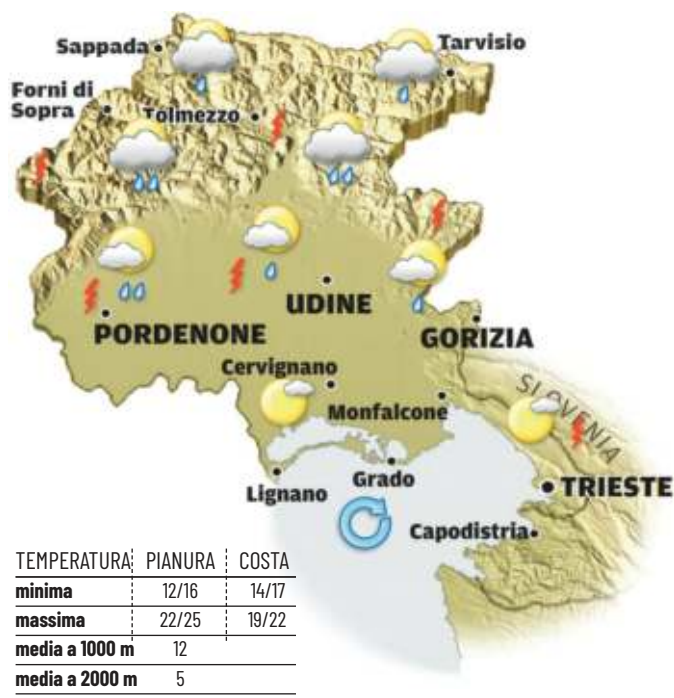 Sappada
Tarvisio
Forni di
Sopra
Tolmezzo
UDINE
PORDENONE
GORIZIA
Cervignano
SLOVENIA
Monfalcone
Lignano
Grado
TRIESTE
Capodistria
TEMPERATURA PIANURA COSTA
minima 12/16 14/17
massima 22/25 19/22
media a 1000 m 12
media a 2000 m 5